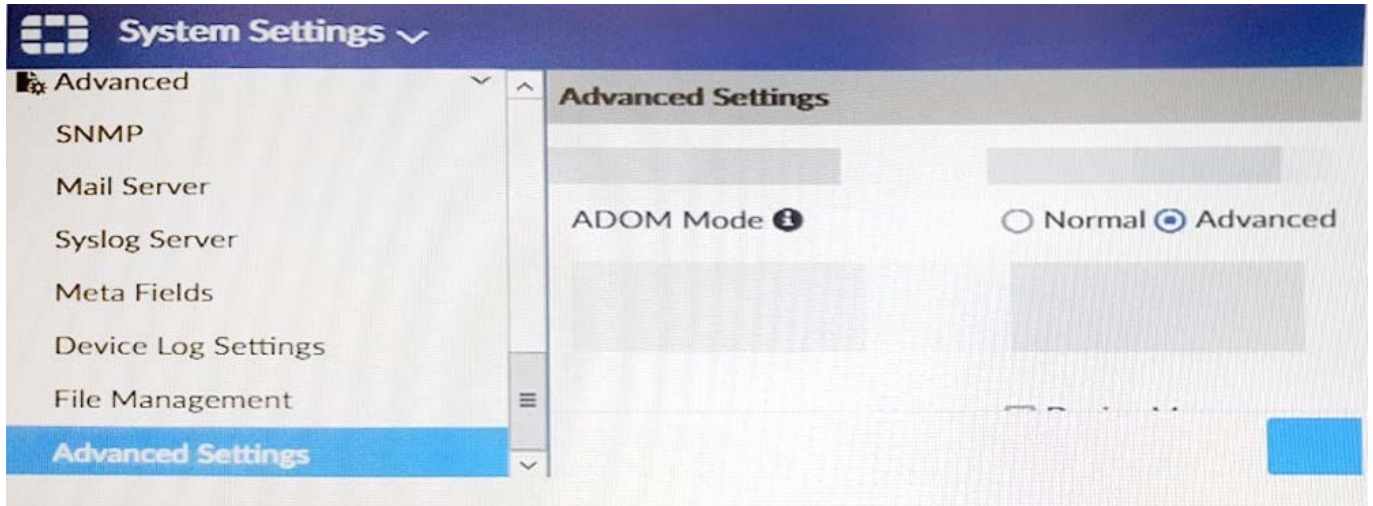 System Settings
Advanced
SNMP
Mail Server
Syslog Server
Meta Fields
Device Log Settings
File Management
Advanced Settings
Advanced Settings
ADOM Mode
Normal Advanced